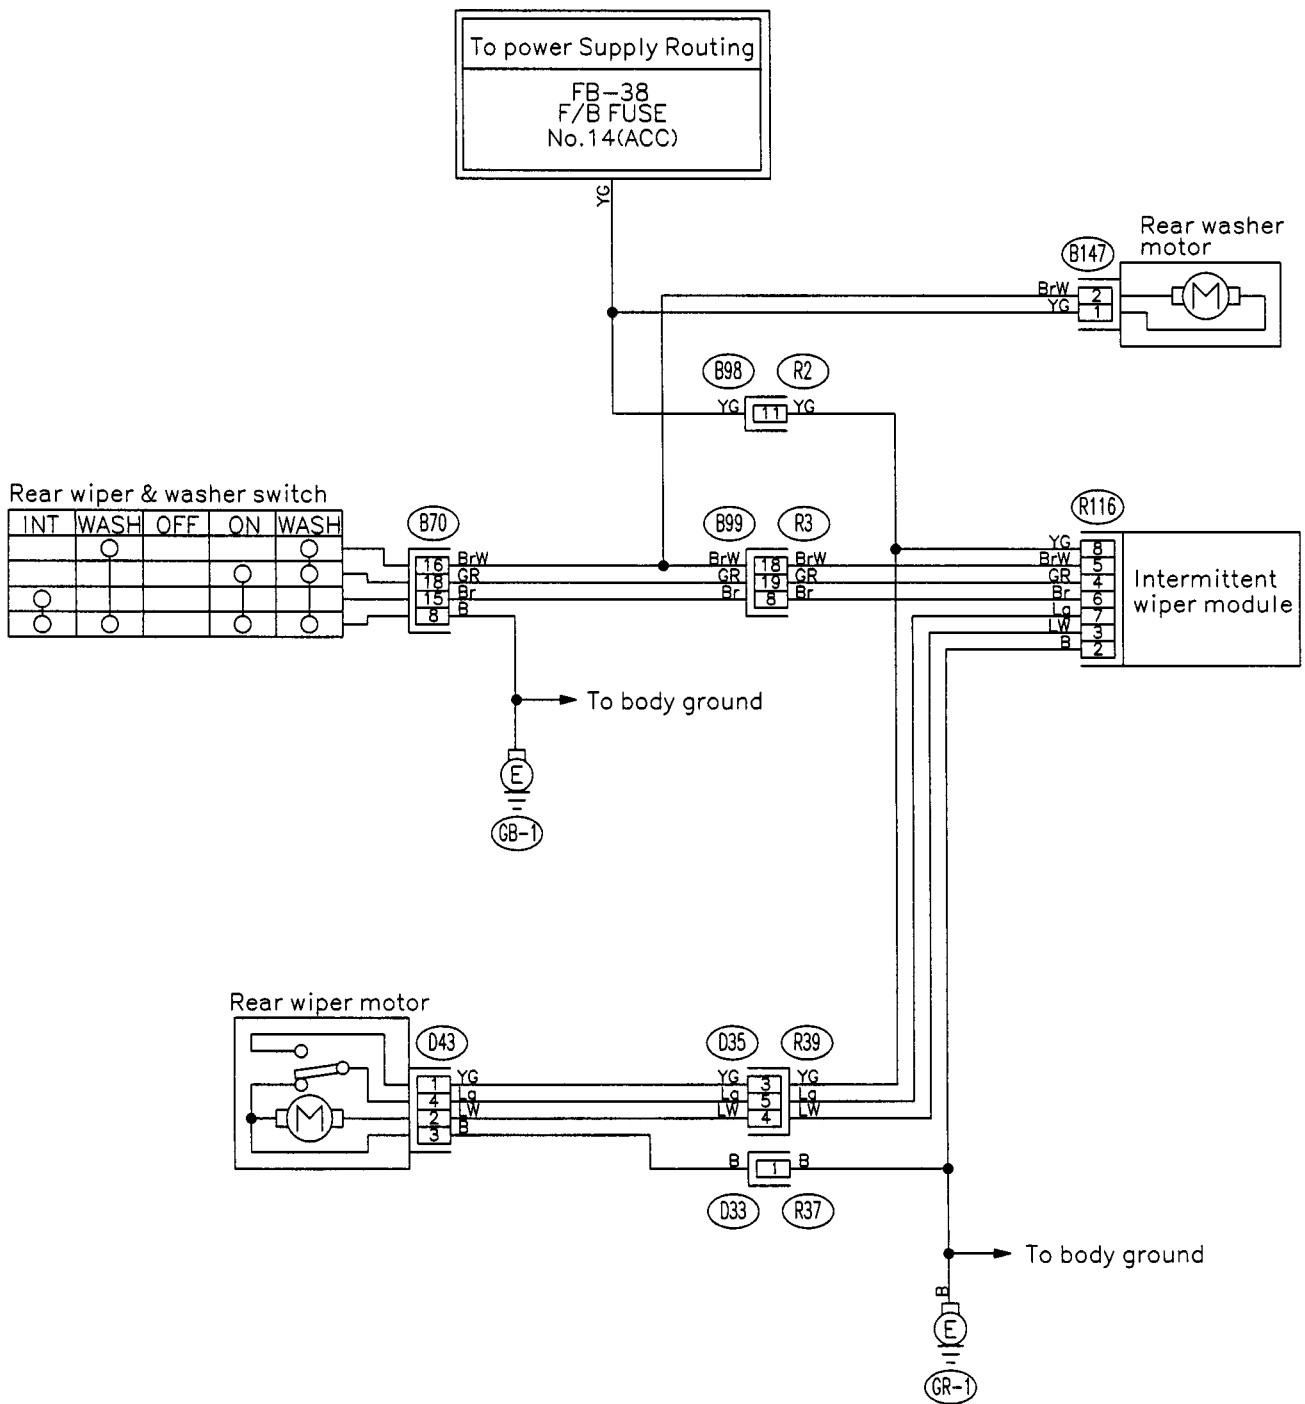 To power Supply Routing
FB-38
F/B FUSE
No.14(ACC)
YG
Rear washer
motor
B147
BrW 2
YG 1
M
B98 R2
YG 11 YG
Rear wiper & washer switch
INT WASH OFF ON WASH
B70
16 BrW
18 GR
15 Br
8 B
B99 R3
BrW 18 BrW
GR 19 GR
Br 8 Br
R116
YG 8
BrW 5
GR 4
Br 6
Lg 7
LW 3
B 2
Intermittent
wiper module
To body ground
E
GB-1
Rear wiper motor
M
D43
1 YG
4 Lg
2 LW
3 B
D35 R39
YG 3 YG
Lg 5 Lg
LW 4 LW
B 1 B
D33 R37
To body ground
B
E
GR-1